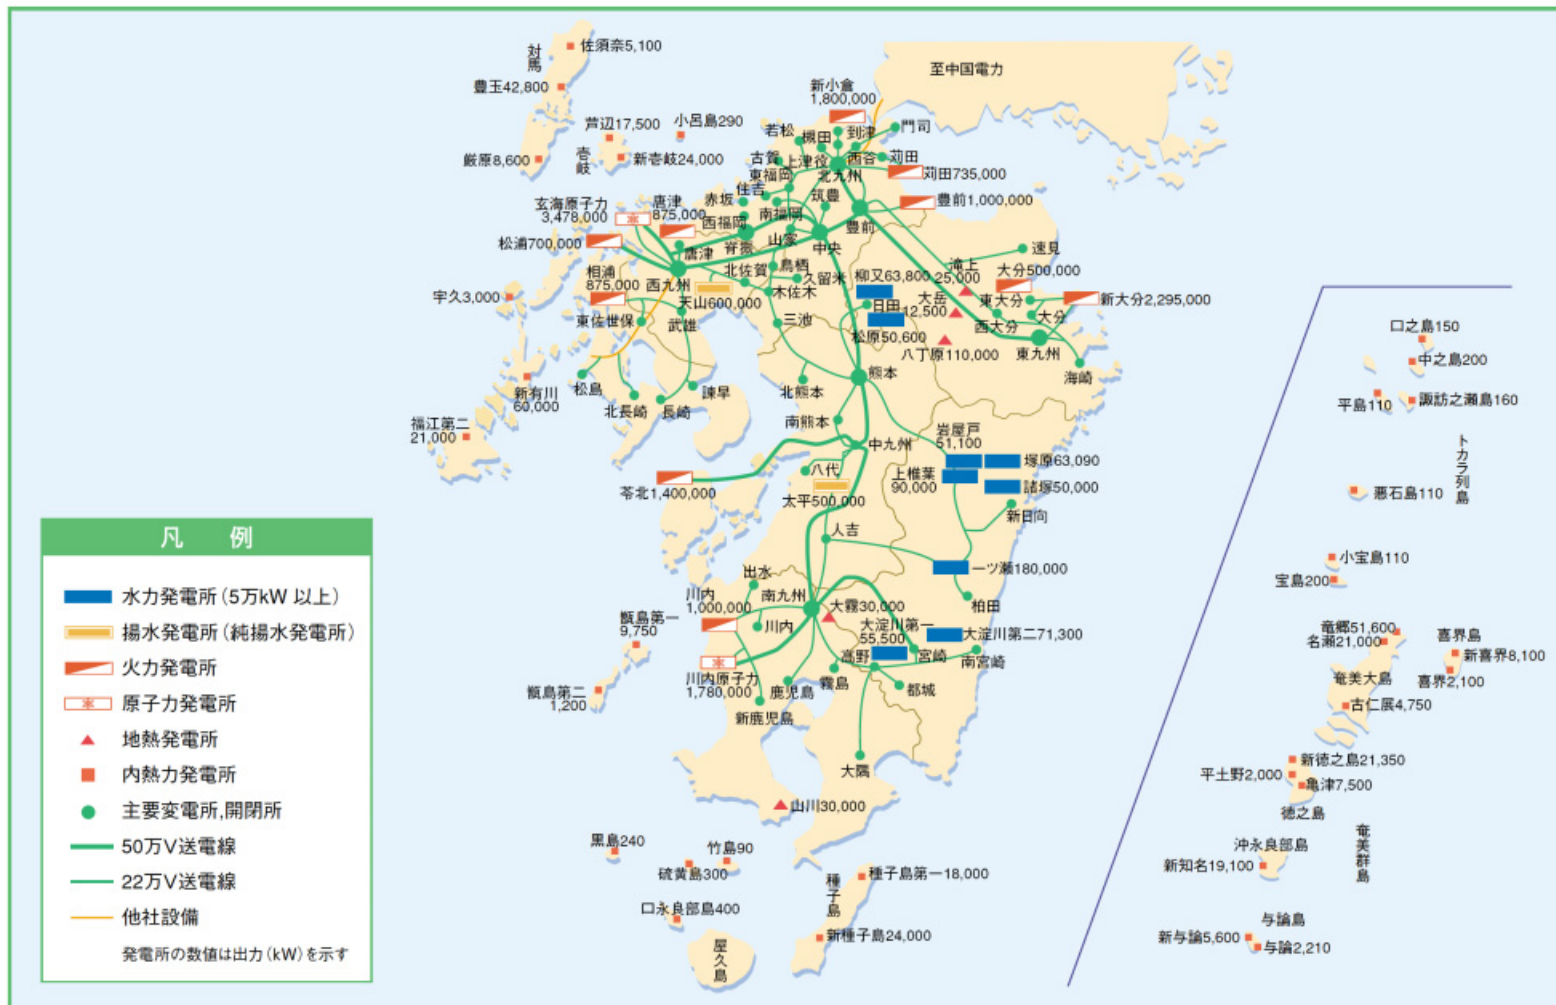 至中国電力
対馬
佐須奈5,100
豊玉42,800
厳原8,600
芦辺17,500
小呂島290
壱岐
新壱岐24,000
新小倉
1,800,000
若松
槻田
到津
門司
古賀
上津役
西谷
苅田
北九州
苅田735,000
東福岡
住吉
筑豊
豊前1,000,000
赤坂
南福岡
豊前
玄海原子力
3,478,000
唐津
875,000
西福岡
脊振
山家
中央
松浦700,000
唐津
相浦
875,000
西九州
北佐賀
鳥栖
久留米
天山600,000
木佐木
柳又63,800
滝上
25,000
速見
大分500,000
日田
大岳
12,500
東大分
新大分2,295,000
松原50,600
西大分
大分
八丁原110,000
東九州
海崎
宇久3,000
東佐世保
武雄
三池
新有川
60,000
松島
北長崎
長崎
諫早
北熊本
熊本
福江第二
21,000
南熊本
中九州
岩屋戸
51,100
塚原63,090
上椎葉
90,000
諸塚50,000
八代
太平500,000
苓北1,400,000
新日向
人吉
一ツ瀬180,000
柏田
出水
南九州
大霧30,000
川内
1,000,000
川内
大淀川第一
55,500
大淀川第二71,300
高野
宮崎
南宮崎
川内原子力
1,780,000
鹿児島
霧島
都城
新鹿児島
大隅
甑島第一
9,750
甑島第二
1,200
山川30,000
黒島240
竹島90
硫黄島300
口永良部島400
屋久島
種子島
種子島第一18,000
新種子島24,000
口之島150
中之島200
平島110
諏訪之瀬島160
トカラ列島
悪石島110
小宝島110
宝島200
竜郷51,600
名瀬21,000
喜界島
新喜界8,100
喜界2,100
奄美大島
古仁屋4,750
新徳之島21,350
平土野2,000
亀津7,500
徳之島
奄美群島
沖永良部島
新知名19,100
与論島
新与論5,600
与論2,210
凡 例
水力発電所(5万kW 以上)
揚水発電所(純揚水発電所)
火力発電所
原子力発電所
地熱発電所
内熱力発電所
主要変電所,開閉所
50万V送電線
22万V送電線
他社設備
発電所の数値は出力(kW)を示す